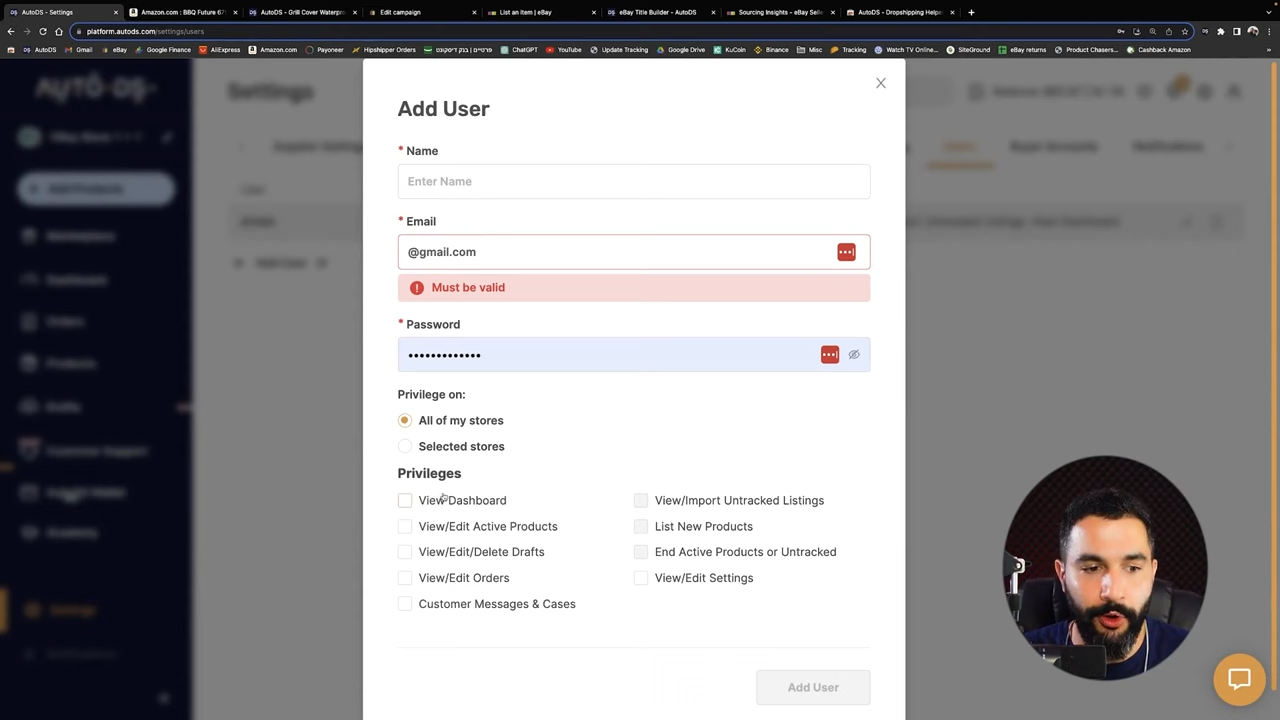 AutoDS - Settings
Amazon.com : BBQ Future 67
AutoDS - Grill Cover Waterpro
Edit campaign
List an item | eBay
eBay Title Builder - AutoDS
Sourcing Insights - eBay Sell
AutoDS - Dropshipping Helpe
platform.autods.com/settings/users
AutoDS
Gmail
eBay
Google Finance
AliExpress
Amazon.com
Payoneer
Hipshipper Orders
ChatGPT
YouTube
Update Tracking
Google Drive
KuCoin
Binance
Misc
Tracking
Watch TV Online...
SiteGround
eBay returns
Product Chasers...
Cashback Amazon
AUTODS
Settings
Add Products
Marketplace
Dashboard
Orders
Products
Drafts
Customer Support
Academy
Settings
Supplier Settings
Users
Buyer Accounts
Notifications
Add User
Add User
* Name
Enter Name
* Email
@gmail.com
Must be valid
* Password
•••••••••••••
Privilege on:
All of my stores
Selected stores
Privileges
View Dashboard
View/Import Untracked Listings
View/Edit Active Products
List New Products
View/Edit/Delete Drafts
End Active Products or Untracked
View/Edit Orders
View/Edit Settings
Customer Messages & Cases
Add User